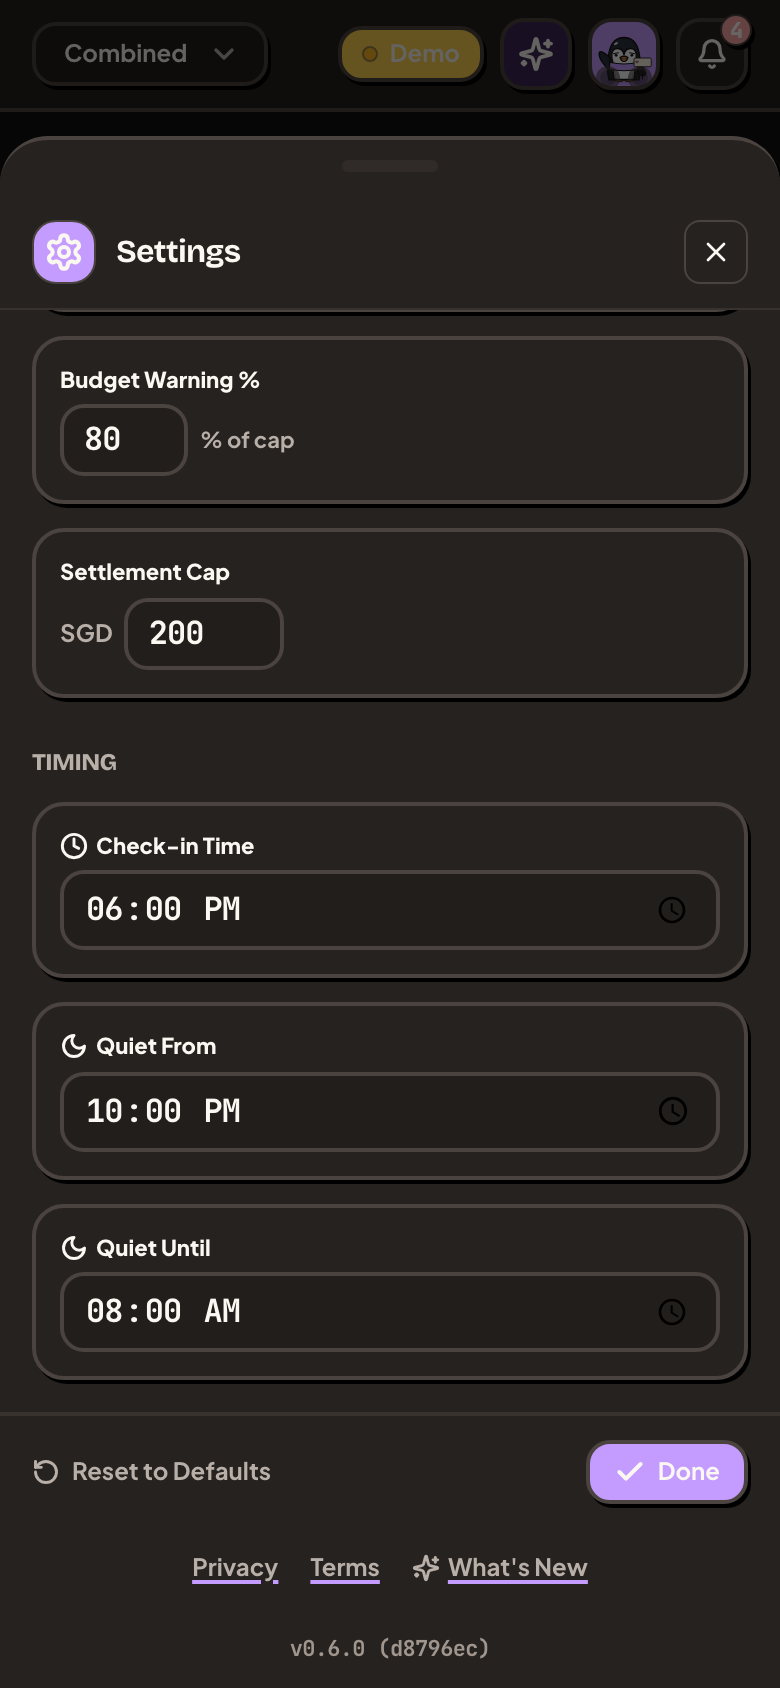 Combined
Demo
4
Settings
Budget Warning %
80 % of cap
Settlement Cap
SGD 200
TIMING
Check-in Time
06:00 PM
Quiet From
10:00 PM
Quiet Until
08:00 AM
Reset to Defaults
Done
Privacy Terms What's New
v0.6.0 (d8796ec)